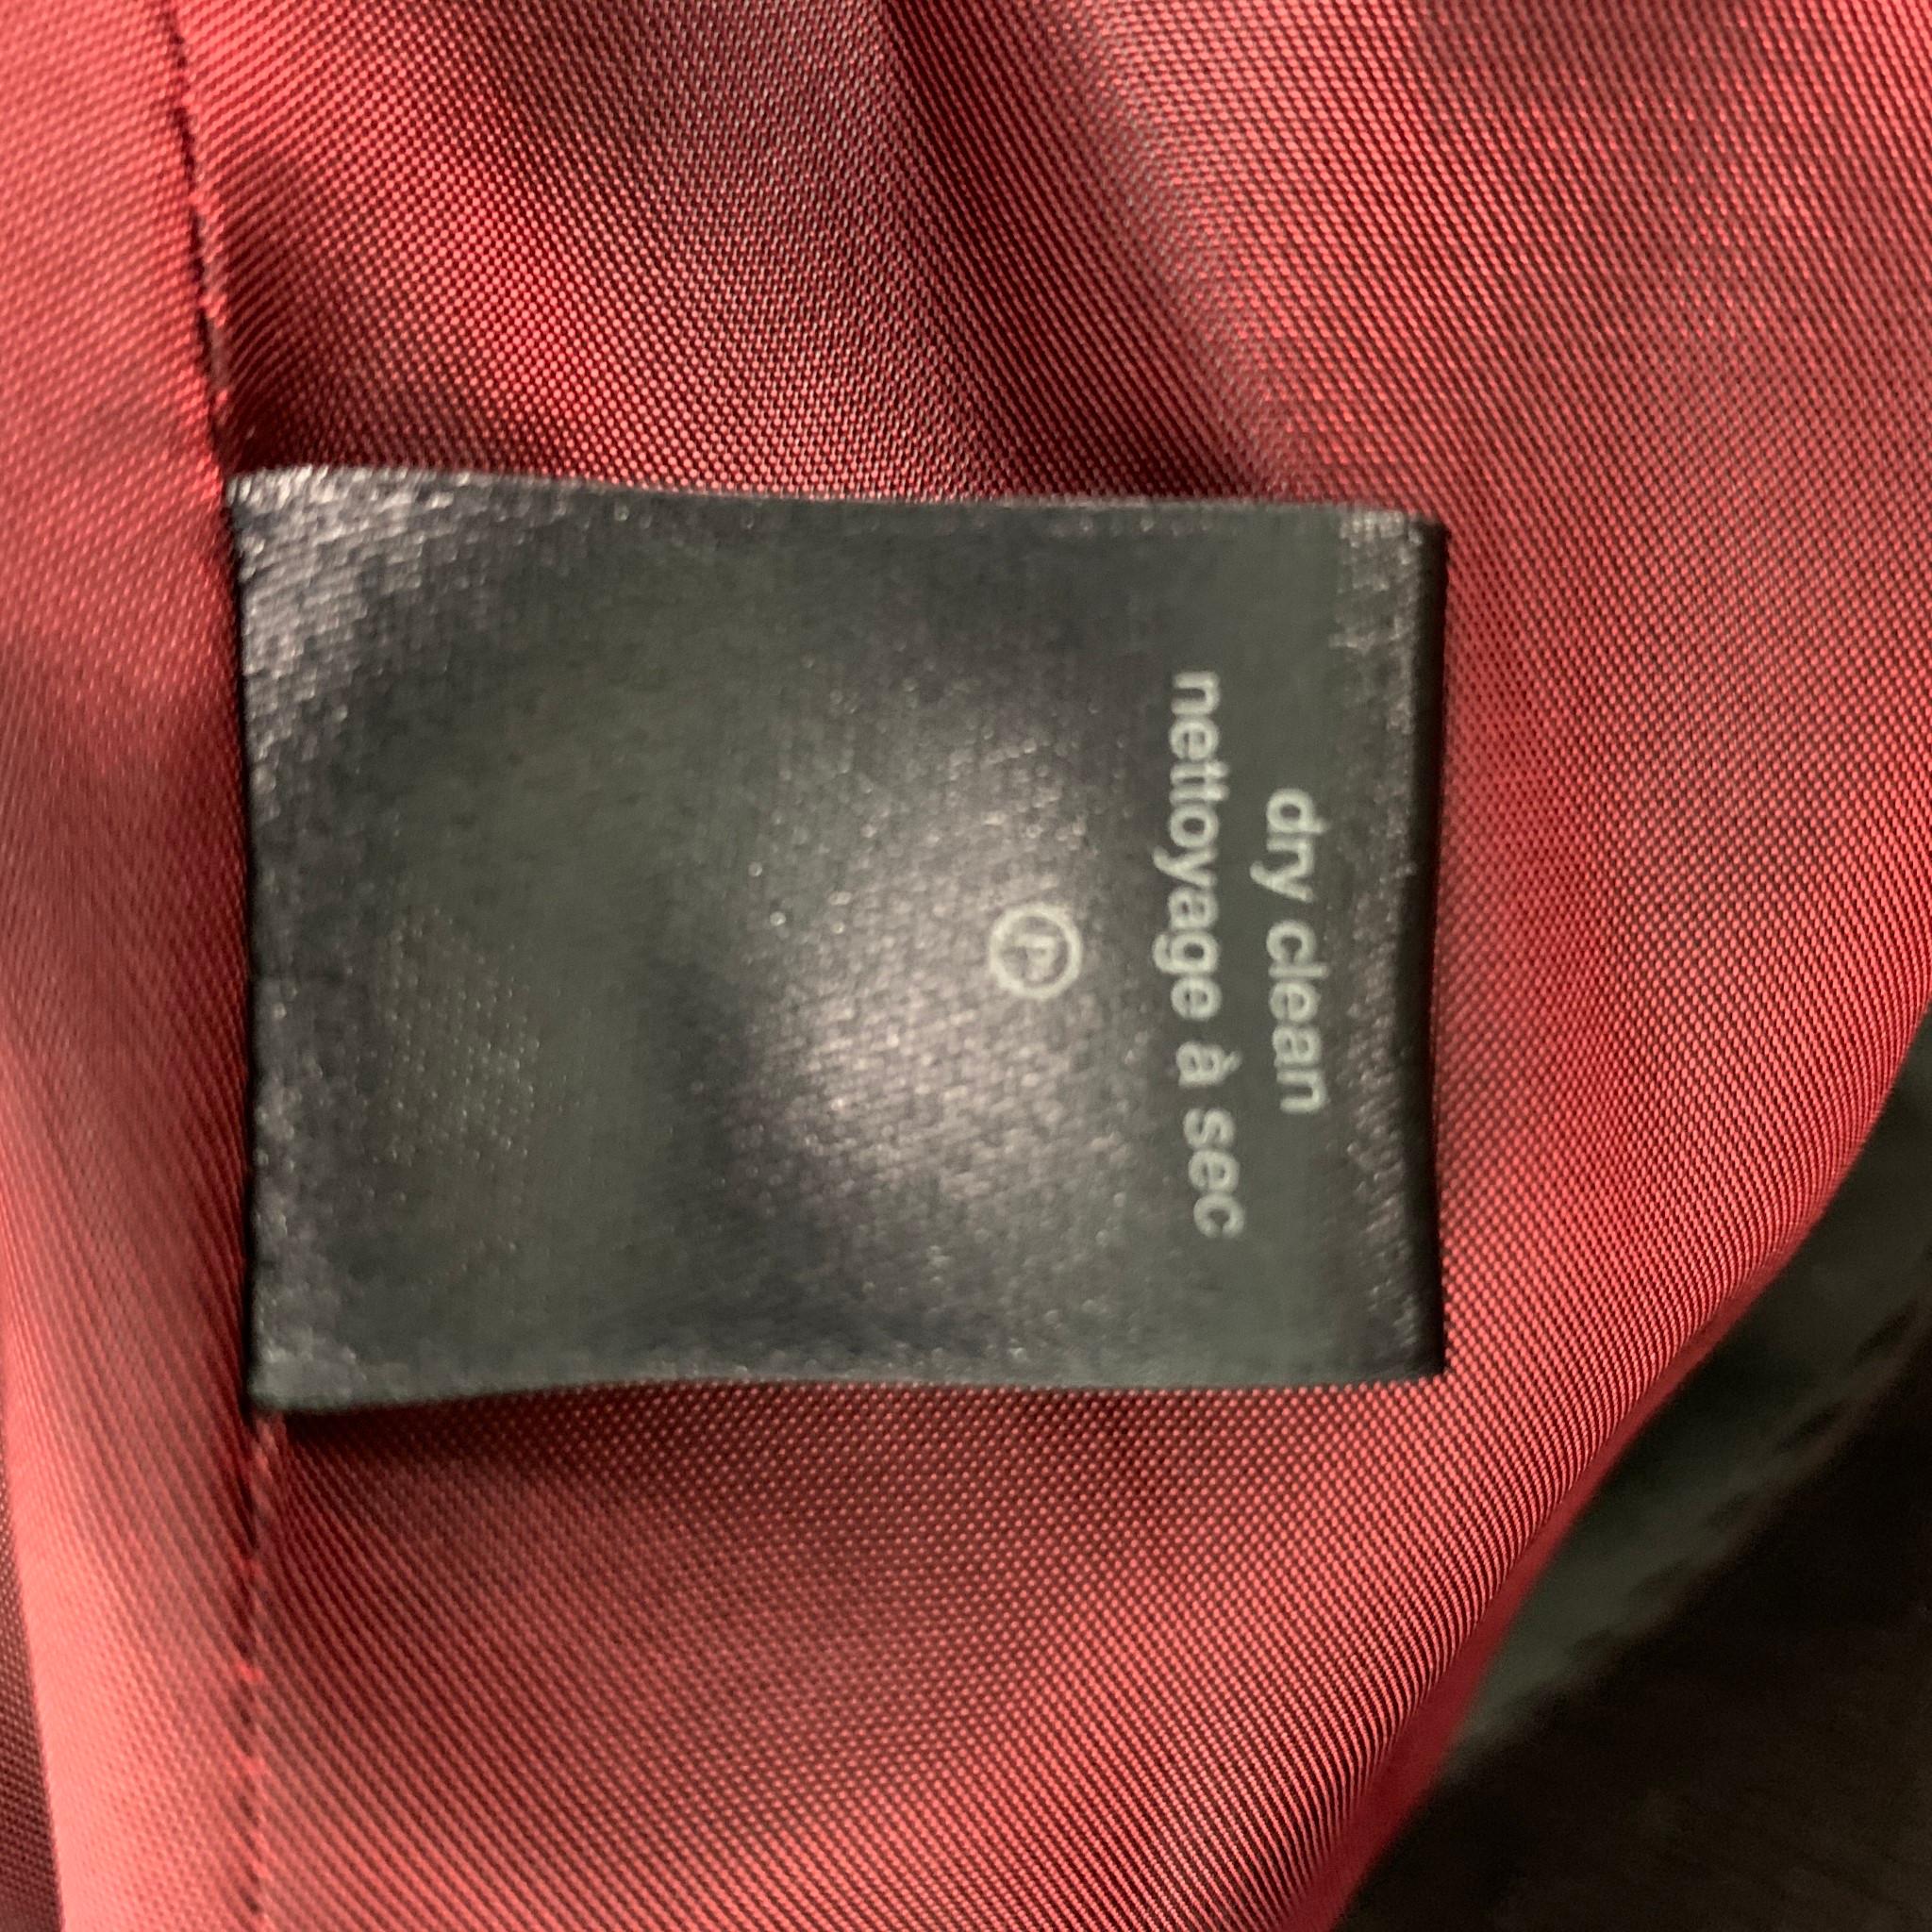 dry clean
nettoyage à sec
P